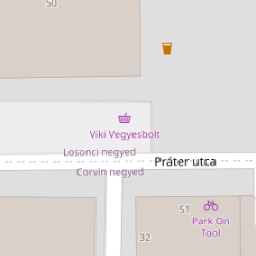 50
Viki Vegyesbolt
Losonci negyed
Práter utca
Corvin negyed
51
Park On
Tool
32